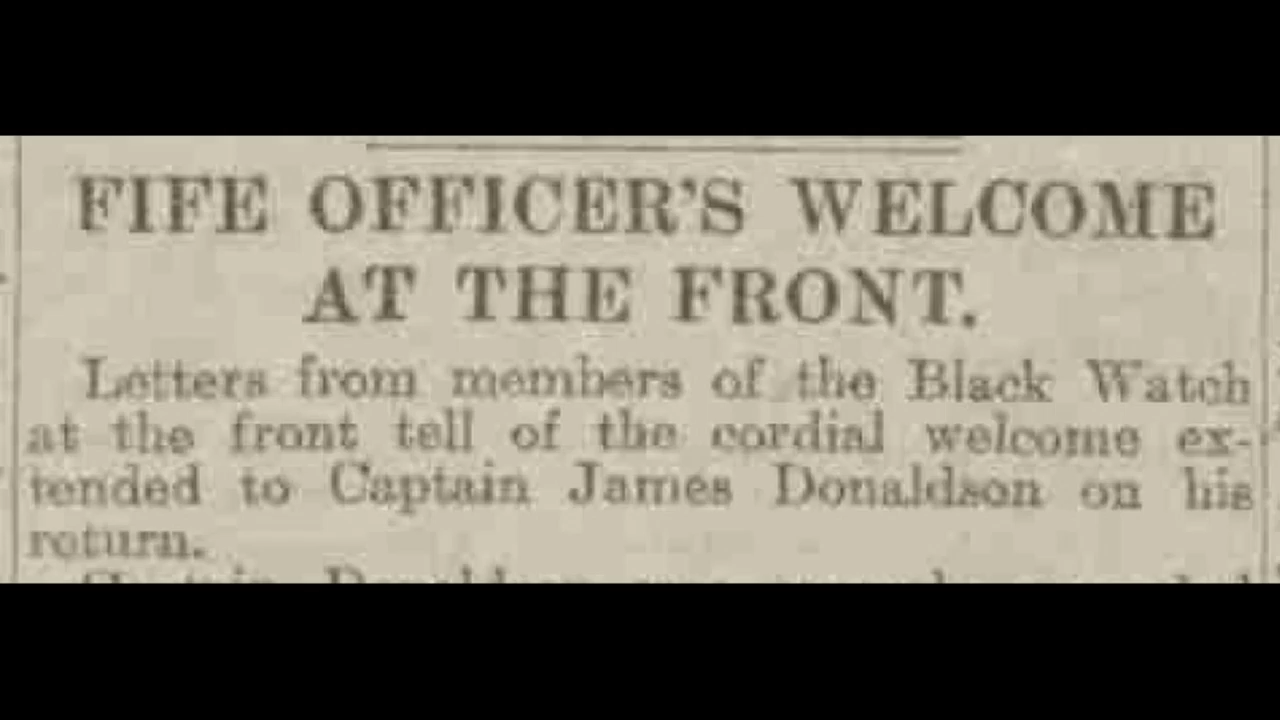 FIFE OFFICER'S WELCOME
AT THE FRONT.
Letters from members of the Black Watch
at the front tell of the cordial welcome ex-
tended to Captain James Donaldson on his
return.